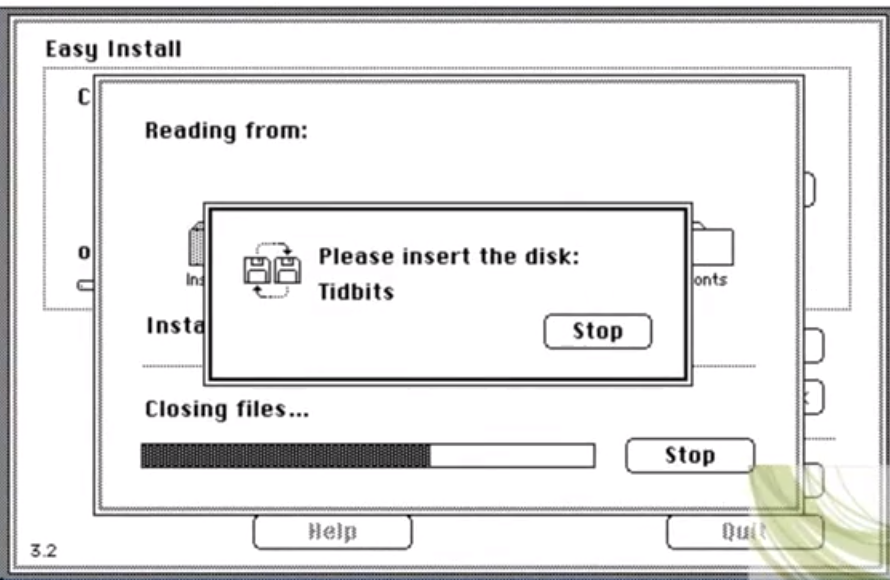 Easy Install
C
Reading from:
Please insert the disk:
Tidbits
Stop
Ins
onts
o
Insta
Closing files...
Stop
Help
Quit
3.2